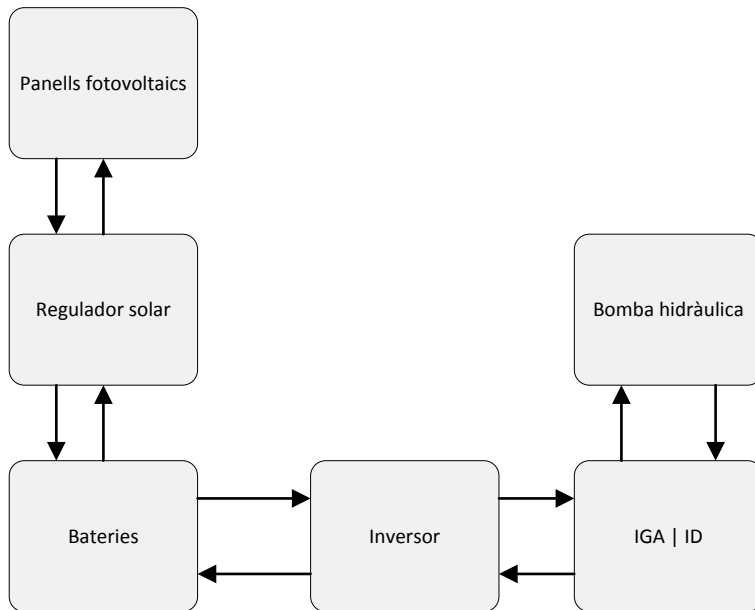 Panells fotovoltaics
Regulador solar
Bomba hidràulica
Bateries
Inversor
IGA | ID